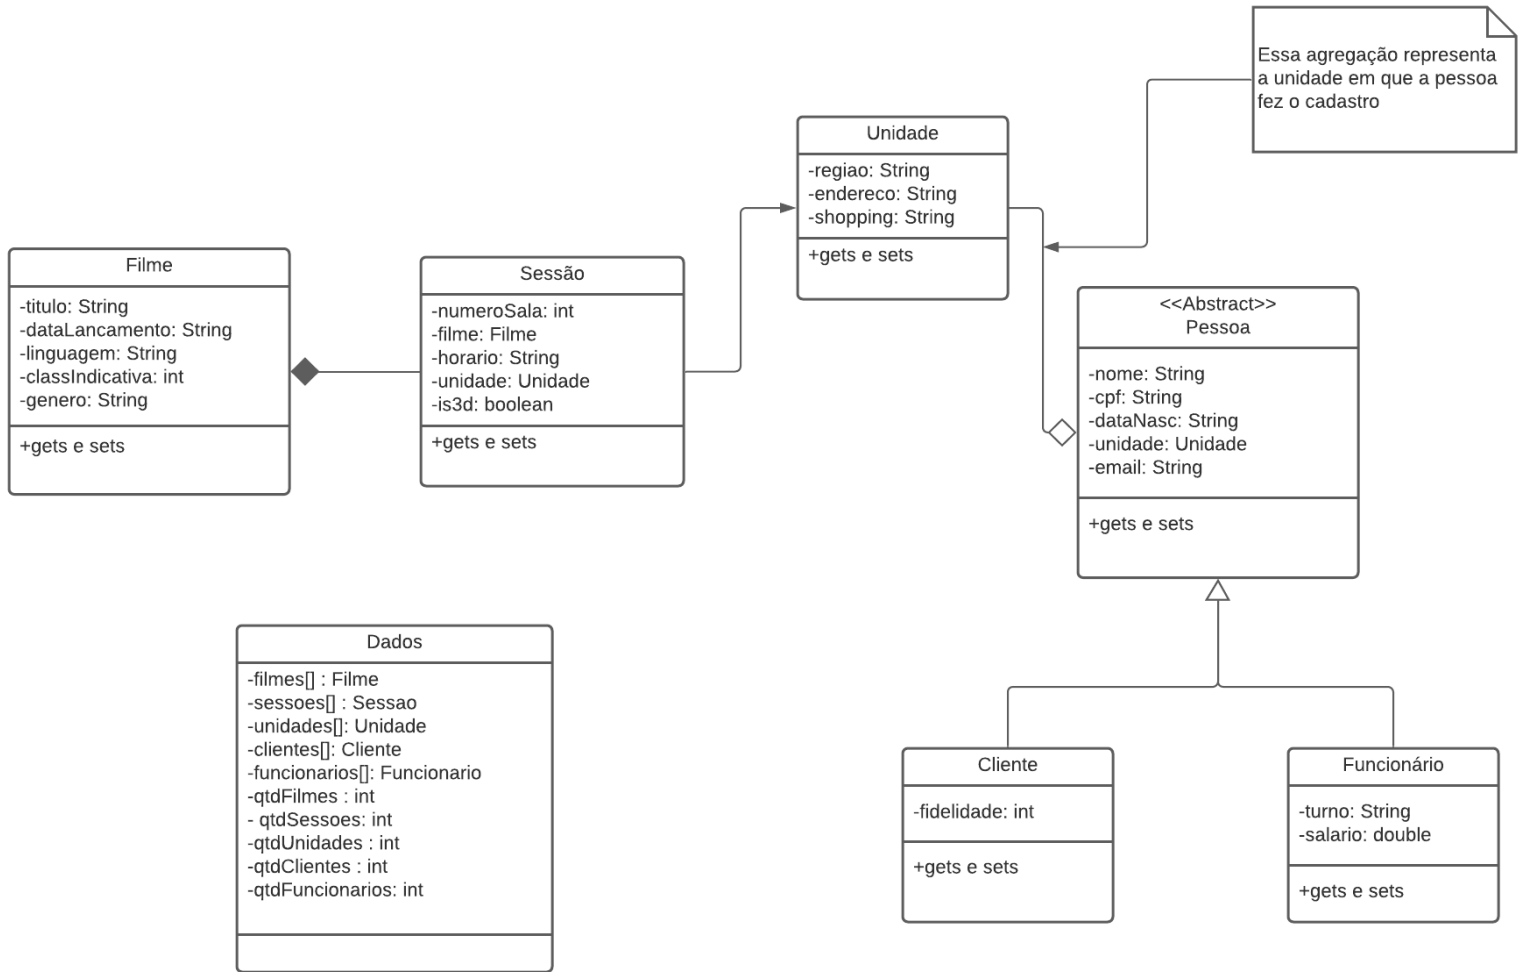 Essa agregação representa
a unidade em que a pessoa
fez o cadastro
Unidade
-regiao: String
-endereco: String
-shopping: String
+gets e sets
Filme
-titulo: String
-dataLancamento: String
-linguagem: String
-classIndicativa: int
-genero: String
+gets e sets
Sessão
-numeroSala: int
-filme: Filme
-horario: String
-unidade: Unidade
-is3d: boolean
+gets e sets
<<Abstract>>
Pessoa
-nome: String
-cpf: String
-dataNasc: String
-unidade: Unidade
-email: String
+gets e sets
Dados
-filmes[] : Filme
-sessoes[] : Sessao
-unidades[]: Unidade
-clientes[]: Cliente
-funcionarios[]: Funcionario
-qtdFilmes : int
- qtdSessoes: int
-qtdUnidades : int
-qtdClientes : int
-qtdFuncionarios: int
Cliente
-fidelidade: int
+gets e sets
Funcionário
-turno: String
-salario: double
+gets e sets